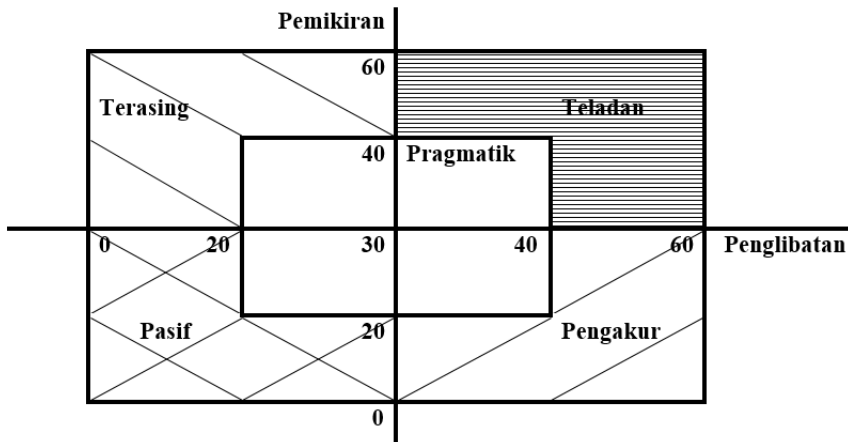 Pemikiran
60
Terasing
Teladan
40
Pragmatik
0
20
30
40
60
Penglibatan
Pasif
20
Pengakur
0